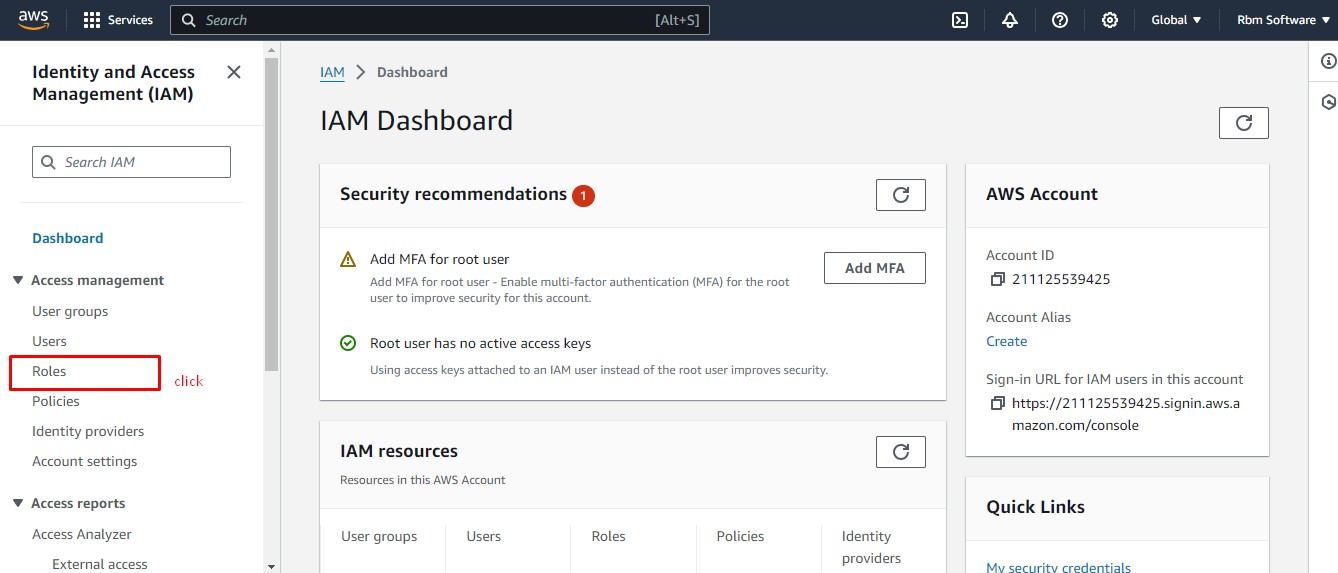 aws
Services
Search
[Alt+S]
Global
Rbm Software
Identity and Access
Management (IAM)
Search IAM
Dashboard
Access management
User groups
Users
Roles
click
Policies
Identity providers
Account settings
Access reports
Access Analyzer
External access
IAM
Dashboard
IAM Dashboard
Security recommendations 1
Add MFA for root user
Add MFA for root user - Enable multi-factor authentication (MFA) for the root
user to improve security for this account.
Add MFA
Root user has no active access keys
Using access keys attached to an IAM user instead of the root user improves security.
IAM resources
Resources in this AWS Account
User groups
Users
Roles
Policies
Identity
providers
AWS Account
Account ID
211125539425
Account Alias
Create
Sign-in URL for IAM users in this account
https://211125539425.signin.aws.a
mazon.com/console
Quick Links
My security credentials